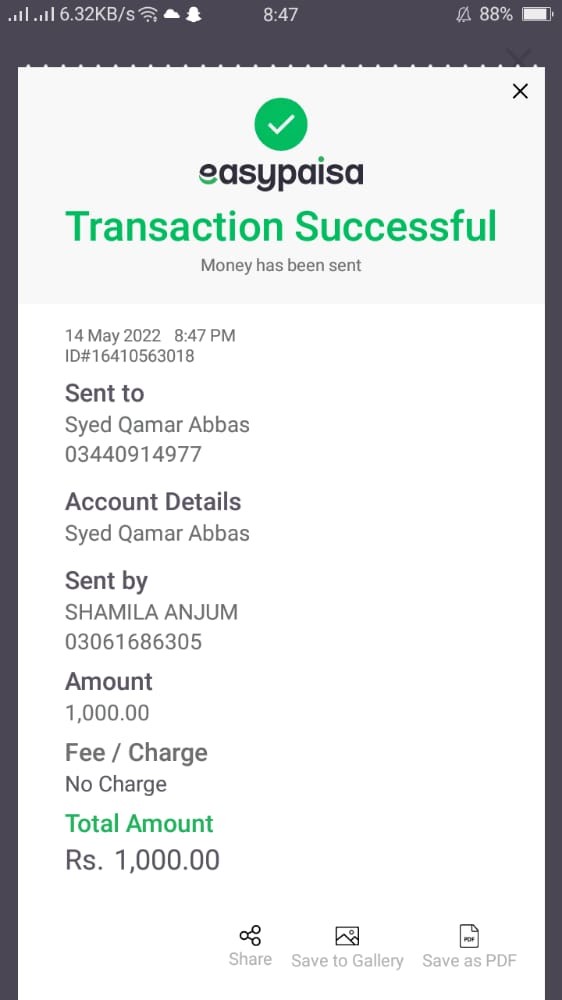 6.32KB/s 8:47 88%
easypaisa
Transaction Successful
Money has been sent
14 May 2022 8:47 PM
ID#16410563018
Sent to
Syed Qamar Abbas
03440914977
Account Details
Syed Qamar Abbas
Sent by
SHAMILA ANJUM
03061686305
Amount
1,000.00
Fee / Charge
No Charge
Total Amount
Rs. 1,000.00
PDF
Share Save to Gallery Save as PDF